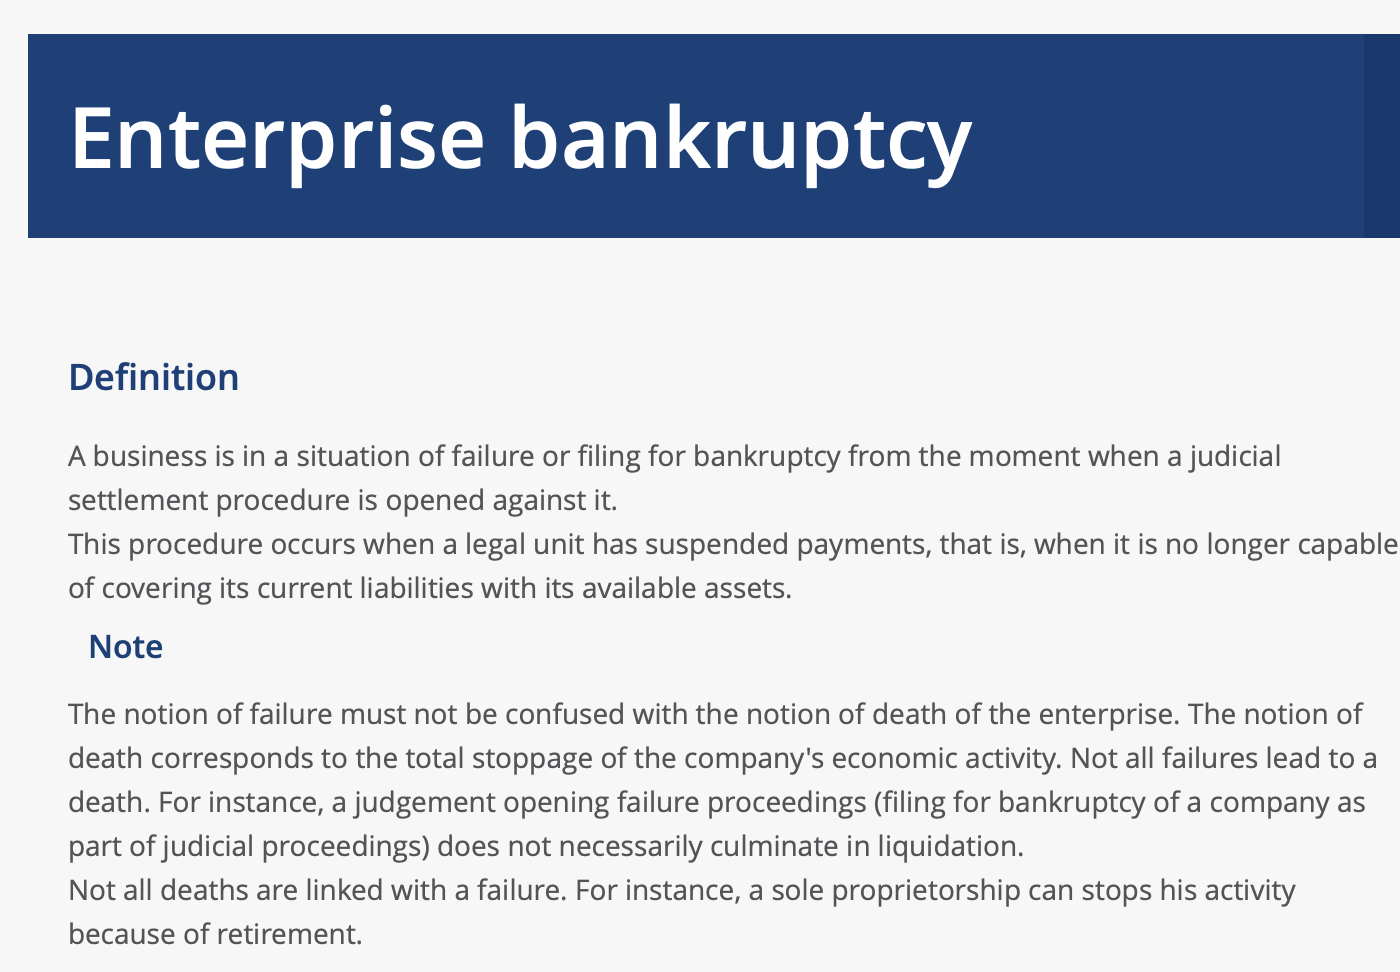 Enterprise bankruptcy
Definition
A business is in a situation of failure or filing for bankruptcy from the moment when a judicial
settlement procedure is opened against it.
This procedure occurs when a legal unit has suspended payments, that is, when it is no longer capable
of covering its current liabilities with its available assets.
Note
The notion of failure must not be confused with the notion of death of the enterprise. The notion of
death corresponds to the total stoppage of the company's economic activity. Not all failures lead to a
death. For instance, a judgement opening failure proceedings (filing for bankruptcy of a company as
part of judicial proceedings) does not necessarily culminate in liquidation.
Not all deaths are linked with a failure. For instance, a sole proprietorship can stops his activity
because of retirement.